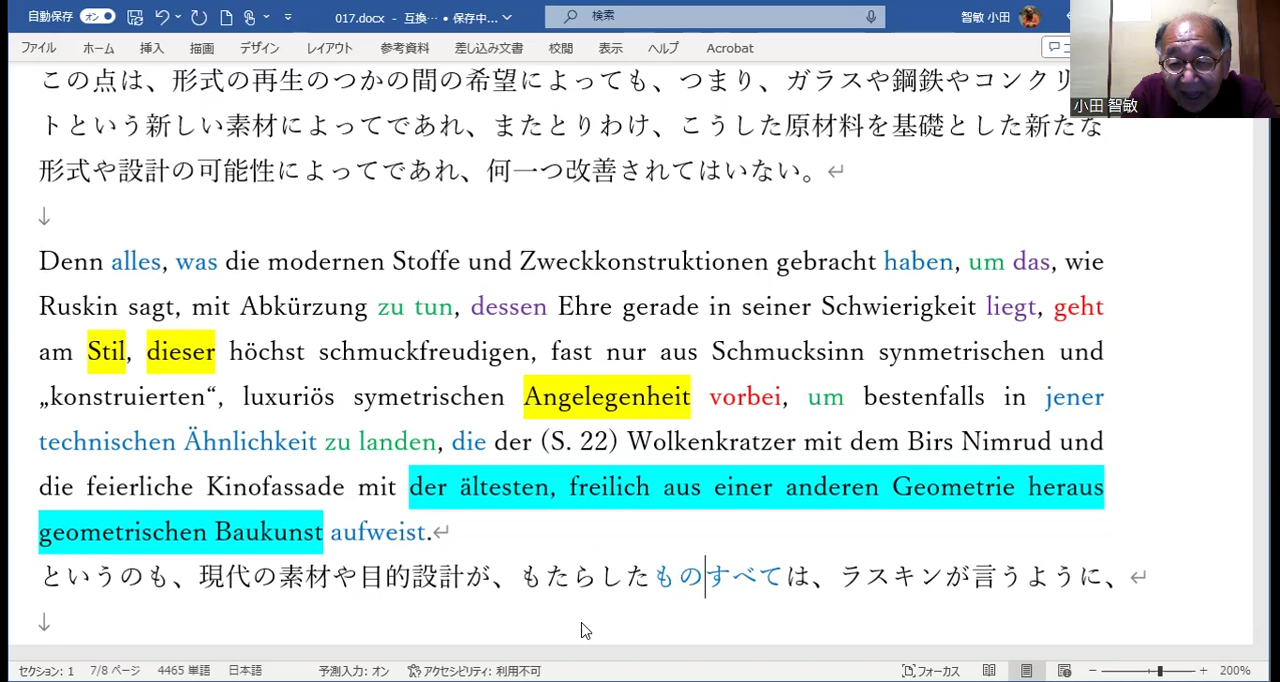 自動保存 オン 017.docx - 互換… • 保存中... 検索 智敏 小田
ファイル ホーム 挿入 描画 デザイン レイアウト 参考資料 差し込み文書 校閲 表示 ヘルプ Acrobat
小田 智敏
この点は、形式の再生のつかの間の希望によっても、つまり、ガラスや鋼鉄やコンクリ
トという新しい素材によってであれ、またとりわけ、こうした原材料を基礎とした新たな
形式や設計の可能性によってであれ、何一つ改善されてはいない。↵
↓
Denn alles, was die modernen Stoffe und Zweckkonstruktionen gebracht haben, um das, wie
Ruskin sagt, mit Abkürzung zu tun, dessen Ehre gerade in seiner Schwierigkeit liegt, geht
am Stil, dieser höchst schmuckfreudigen, fast nur aus Schmucksinn synmetrischen und
„konstruierten“, luxuriös symetrischen Angelegenheit vorbei, um bestenfalls in jener
technischen Ähnlichkeit zu landen, die der (S. 22) Wolkenkratzer mit dem Birs Nimrud und
die feierliche Kinofassade mit der ältesten, freilich aus einer anderen Geometrie heraus
geometrischen Baukunst aufweist.↵
というのも、現代の素材や目的設計が、もたらしたものすべては、ラスキンが言うように、↵
↓
セクション: 1 7/8 ページ 4465 単語 日本語 予測入力: オン アクセシビリティ: 利用不可 フォーカス − + 200%